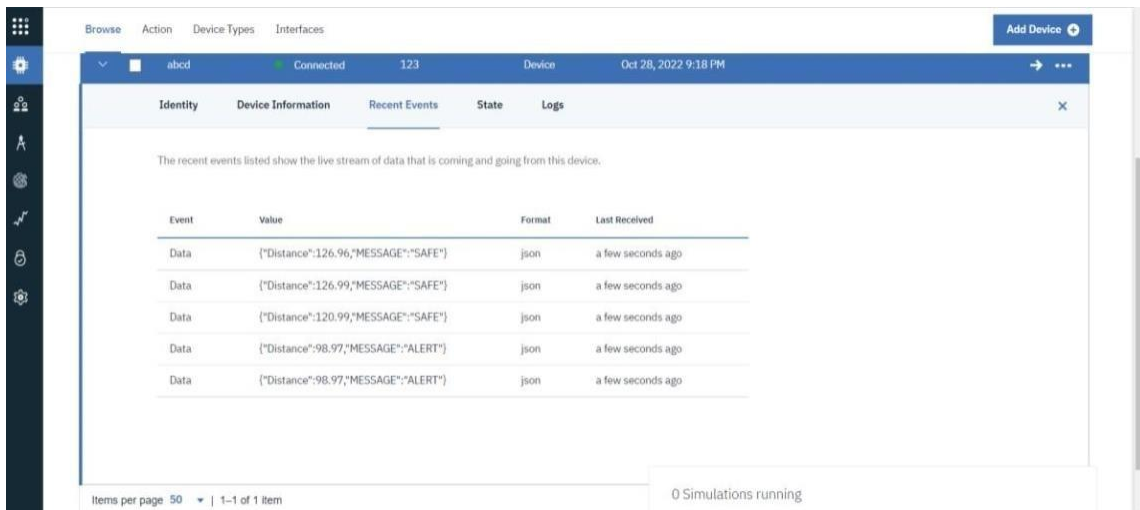 Browse Action Device Types Interfaces Add Device
abcd Connected 123 Device Oct 28, 2022 9:18 PM
Identity Device Information Recent Events State Logs
The recent events listed show the live stream of data that is coming and going from this device.
Event Value Format Last Received
Data {"Distance":126.96,"MESSAGE":"SAFE"} json a few seconds ago
Data {"Distance":126.99,"MESSAGE":"SAFE"} json a few seconds ago
Data {"Distance":120.99,"MESSAGE":"SAFE"} json a few seconds ago
Data {"Distance":98.97,"MESSAGE":"ALERT"} json a few seconds ago
Data {"Distance":98.97,"MESSAGE":"ALERT"} json a few seconds ago
Items per page 50 | 1–1 of 1 item 0 Simulations running